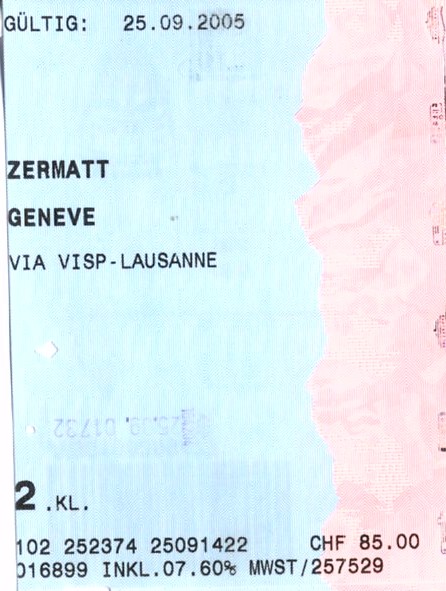 GÜLTIG: 25.09.2005
ZERMATT
GENEVE
VIA VISP-LAUSANNE
2.KL.
102 252374 25091422 CHF 85.00
016899 INKL.07.60% MWST/257529